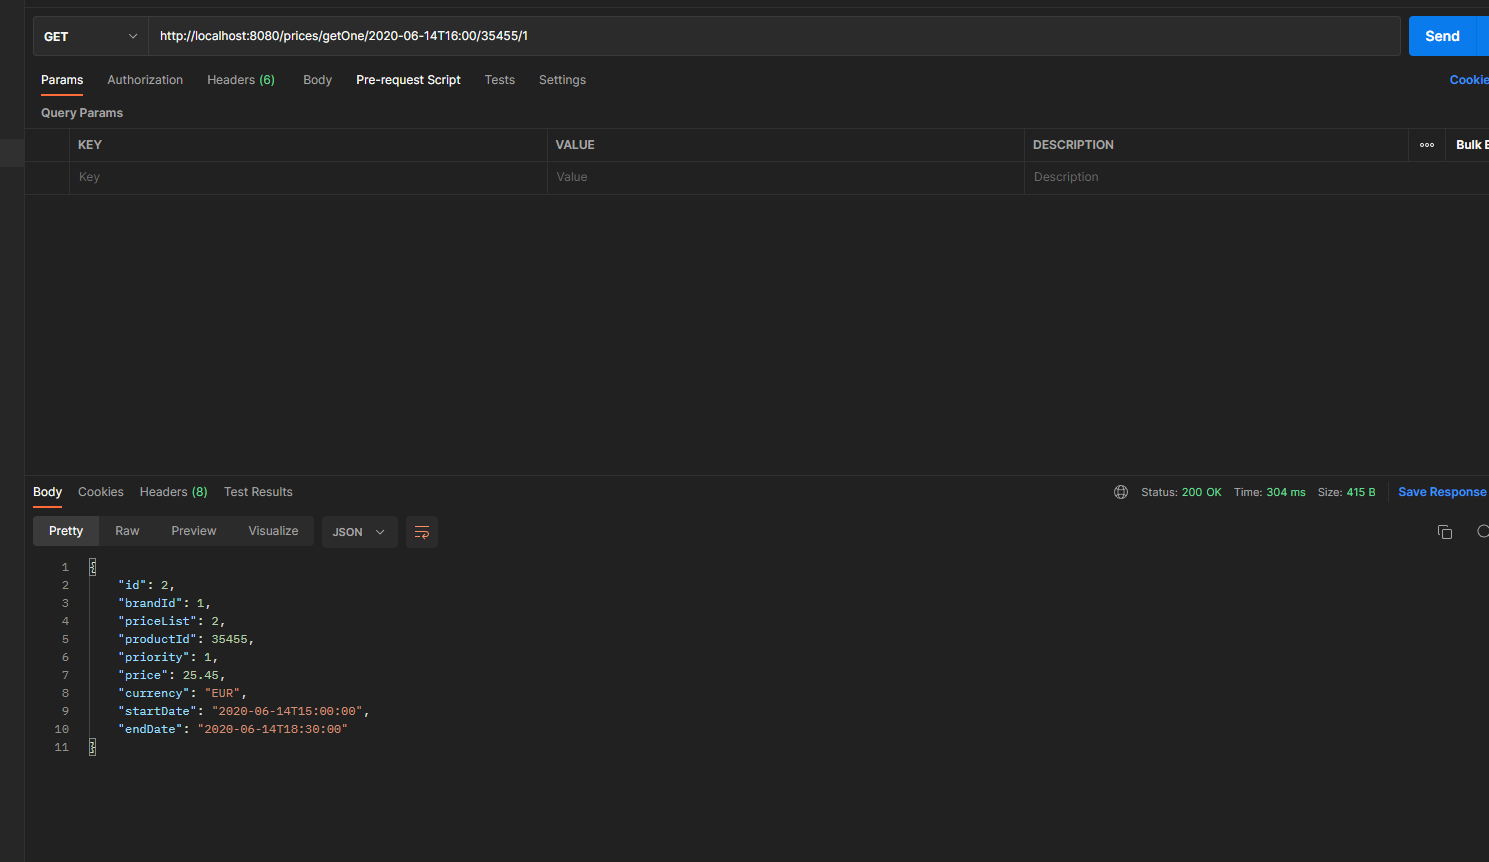 GET http://localhost:8080/prices/getOne/2020-06-14T16:00/35455/1 Send
Params Authorization Headers (6) Body Pre-request Script Tests Settings Cookie
Query Params
KEY VALUE DESCRIPTION ooo Bulk E
Key Value Description
Body Cookies Headers (8) Test Results Status: 200 OK Time: 304 ms Size: 415 B Save Response
Pretty Raw Preview Visualize JSON
1 {
2 "id": 2,
3 "brandId": 1,
4 "priceList": 2,
5 "productId": 35455,
6 "priority": 1,
7 "price": 25.45,
8 "currency": "EUR",
9 "startDate": "2020-06-14T15:00:00",
10 "endDate": "2020-06-14T18:30:00"
11 }